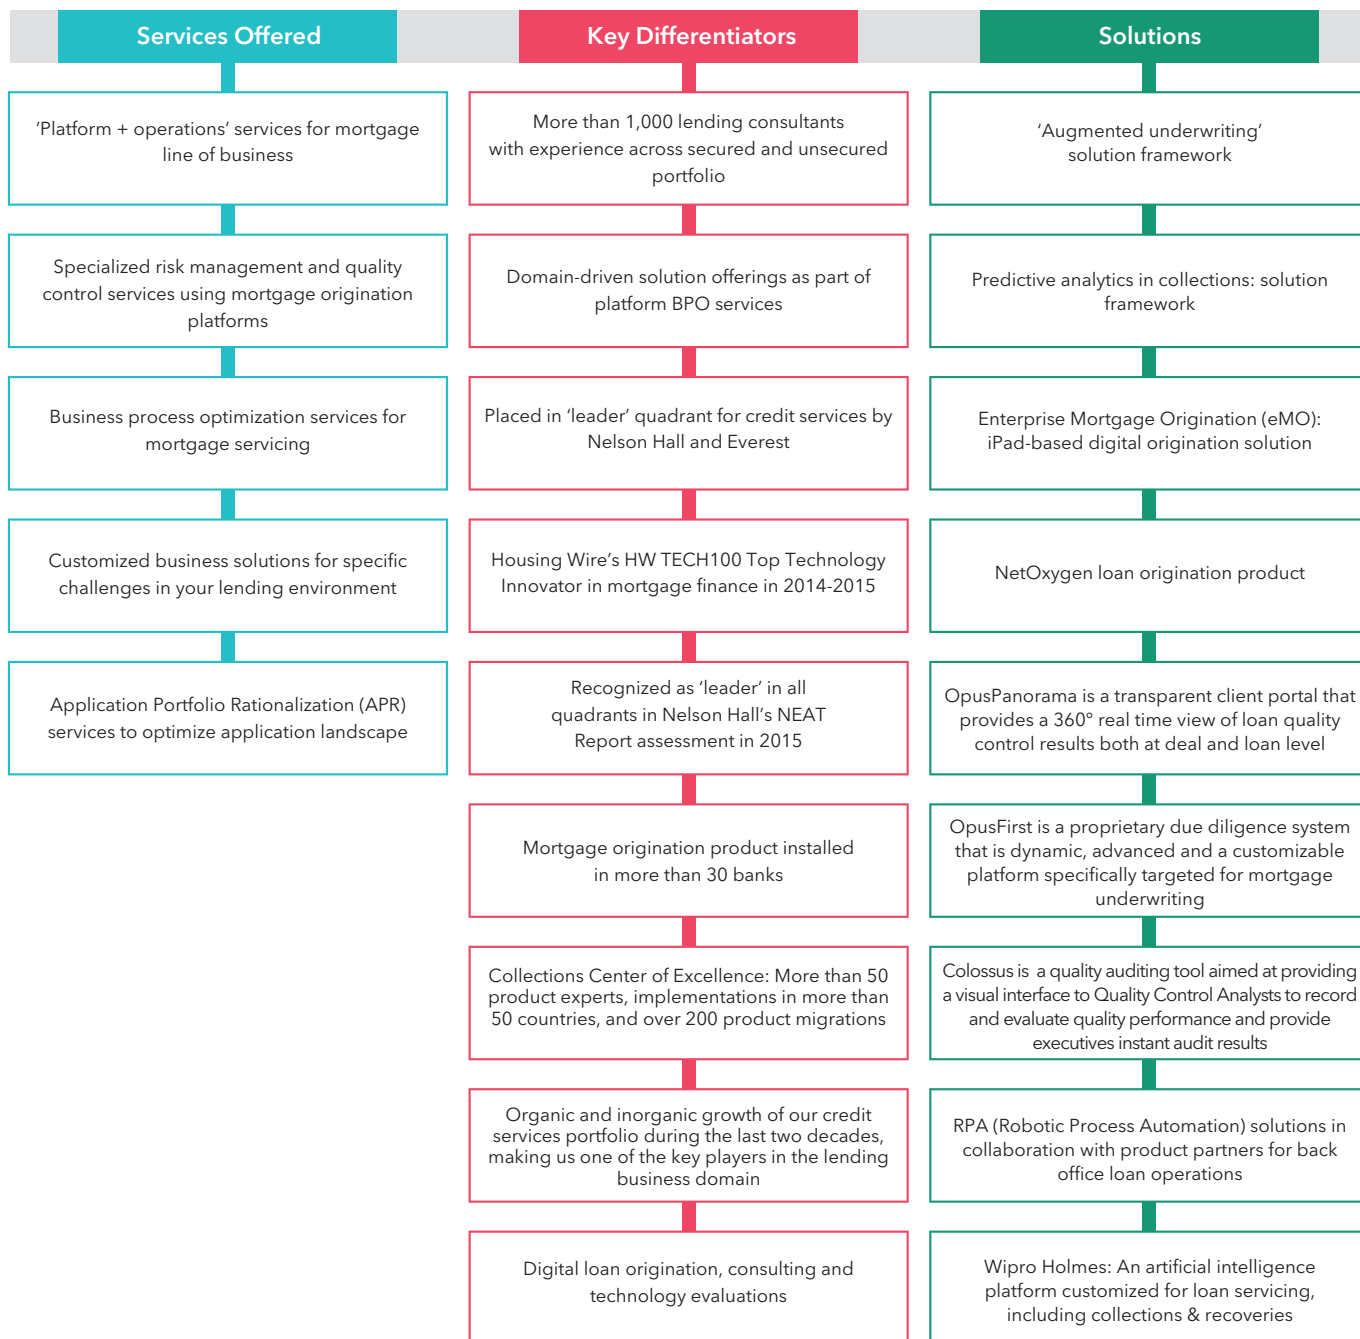 Services Offered
‘Platform + operations’ services for mortgage
line of business
Specialized risk management and quality
control services using mortgage origination
platforms
Business process optimization services for
mortgage servicing
Customized business solutions for specific
challenges in your lending environment
Application Portfolio Rationalization (APR)
services to optimize application landscape
Key Differentiators
More than 1,000 lending consultants
with experience across secured and unsecured
portfolio
Domain-driven solution offerings as part of
platform BPO services
Placed in ‘leader’ quadrant for credit services by
Nelson Hall and Everest
Housing Wire’s HW TECH100 Top Technology
Innovator in mortgage finance in 2014-2015
Recognized as ‘leader’ in all
quadrants in Nelson Hall’s NEAT
Report assessment in 2015
Mortgage origination product installed
in more than 30 banks
Collections Center of Excellence: More than 50
product experts, implementations in more than
50 countries, and over 200 product migrations
Organic and inorganic growth of our credit
services portfolio during the last two decades,
making us one of the key players in the lending
business domain
Digital loan origination, consulting and
technology evaluations
Solutions
‘Augmented underwriting’
solution framework
Predictive analytics in collections: solution
framework
Enterprise Mortgage Origination (eMO):
iPad-based digital origination solution
NetOxygen loan origination product
OpusPanorama is a transparent client portal that
provides a 360° real time view of loan quality
control results both at deal and loan level
OpusFirst is a proprietary due diligence system
that is dynamic, advanced and a customizable
platform specifically targeted for mortgage
underwriting
Colossus is a quality auditing tool aimed at providing
a visual interface to Quality Control Analysts to record
and evaluate quality performance and provide
executives instant audit results
RPA (Robotic Process Automation) solutions in
collaboration with product partners for back
office loan operations
Wipro Holmes: An artificial intelligence
platform customized for loan servicing,
including collections & recoveries